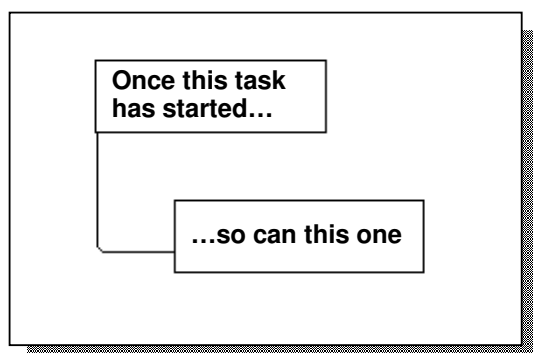 Once this task
has started…
…so can this one